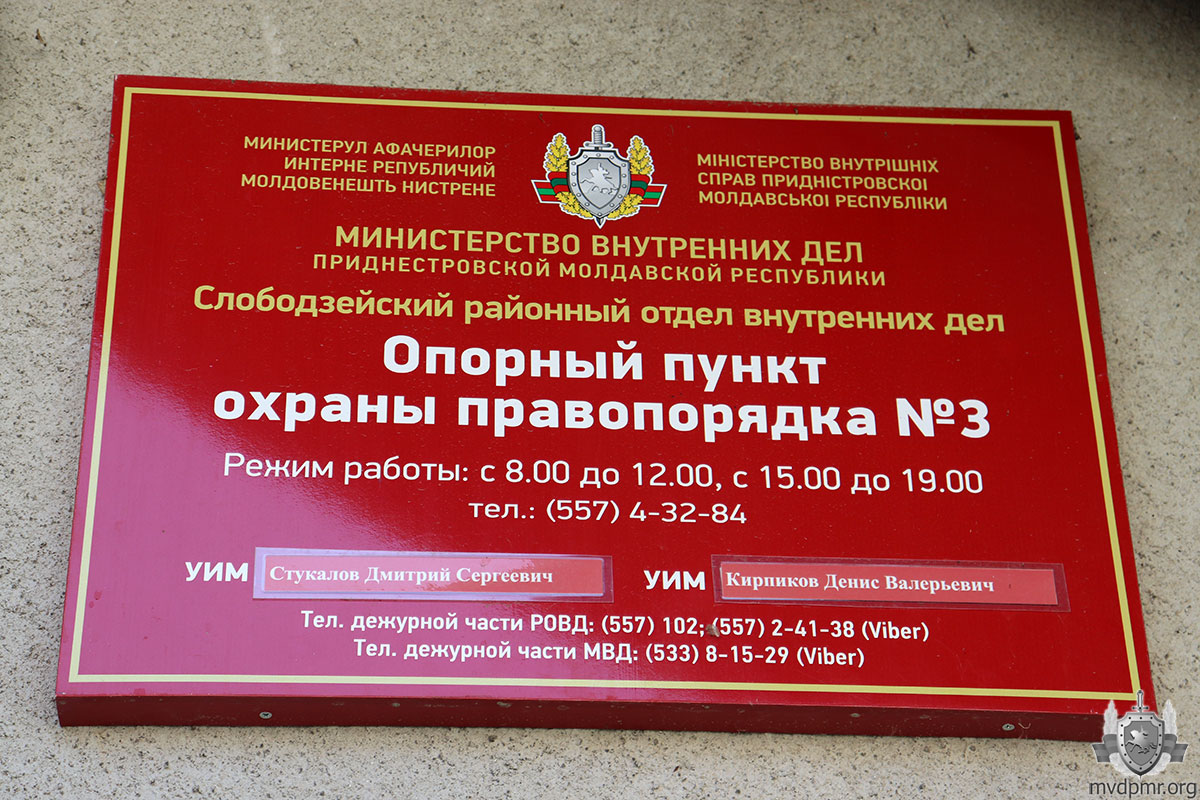 МИНИСТЕРУЛ АФАЧЕРИЛОР
ИНТЕРНЕ РЕПУБЛИЧИЙ
МОЛДОВЕНЕШТЬ НИСТРЕНЕ
МІНІСТЕРСТВО ВНУТРІШНІХ
СПРАВ ПРИДНІСТРОВСКОІ
МОЛДАВСЬКОІ РЕСПУБЛІКИ
МИНИСТЕРСТВО ВНУТРЕННИХ ДЕЛ
ПРИДНЕСТРОВСКОЙ МОЛДАВСКОЙ РЕСПУБЛИКИ
Слободзейский районный отдел внутренних дел
Опорный пункт
охраны правопорядка №3
Режим работы: с 8.00 до 12.00, с 15.00 до 19.00
тел.: (557) 4-32-84
УИМ Стукалов Дмитрий Сергеевич УИМ Кирпиков Денис Валерьевич
Тел. дежурной части РОВД: (557) 102; (557) 2-41-38 (Viber)
Тел. дежурной части МВД: (533) 8-15-29 (Viber)
mvdpmr.org